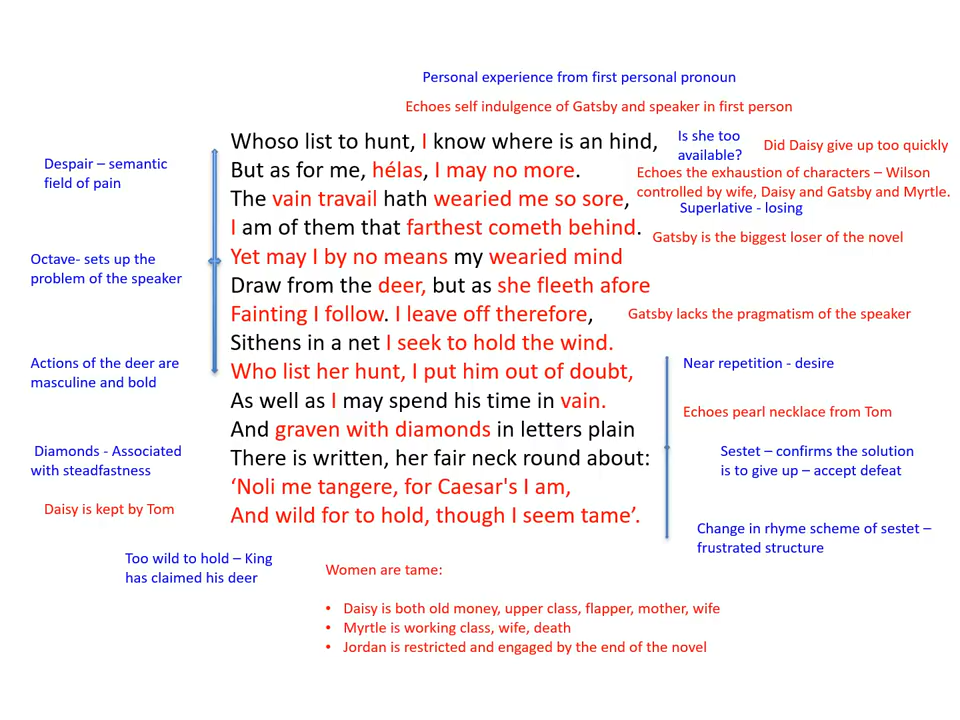 Personal experience from first personal pronoun
Echoes self indulgence of Gatsby and speaker in first person
Whoso list to hunt, I know where is an hind,
But as for me, hélas, I may no more.
The vain travail hath wearied me so sore,
I am of them that farthest cometh behind.
Yet may I by no means my wearied mind
Draw from the deer, but as she fleeth afore
Fainting I follow. I leave off therefore,
Sithens in a net I seek to hold the wind.
Who list her hunt, I put him out of doubt,
As well as I may spend his time in vain.
And graven with diamonds in letters plain
There is written, her fair neck round about:
‘Noli me tangere, for Caesar's I am,
And wild for to hold, though I seem tame’.
Despair – semantic
field of pain
Octave- sets up the
problem of the speaker
Actions of the deer are
masculine and bold
Diamonds - Associated
with steadfastness
Daisy is kept by Tom
Too wild to hold – King
has claimed his deer
Is she too
available?
Did Daisy give up too quickly
Echoes the exhaustion of characters – Wilson
controlled by wife, Daisy and Gatsby and Myrtle.
Superlative - losing
Gatsby is the biggest loser of the novel
Gatsby lacks the pragmatism of the speaker
Near repetition - desire
Echoes pearl necklace from Tom
Sestet – confirms the solution
is to give up – accept defeat
Change in rhyme scheme of sestet –
frustrated structure
Women are tame:
• Daisy is both old money, upper class, flapper, mother, wife
• Myrtle is working class, wife, death
• Jordan is restricted and engaged by the end of the novel